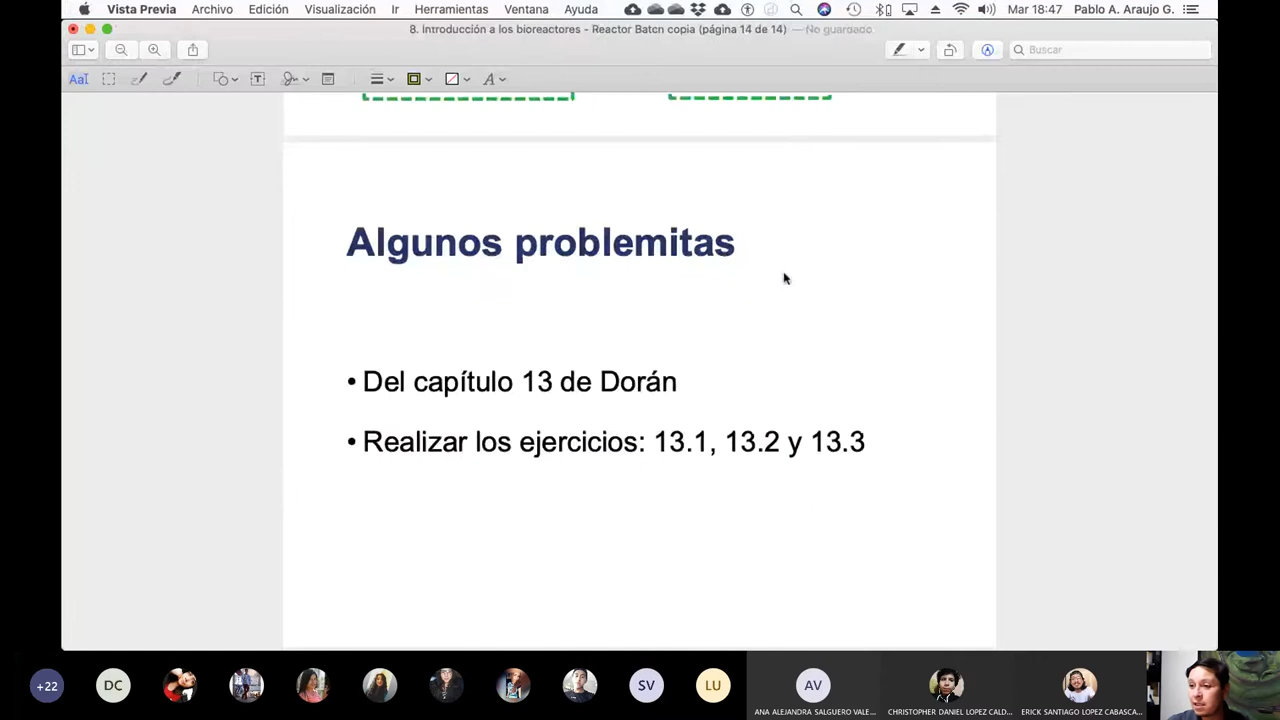 Vista Previa Archivo Edición Visualización Ir Herramientas Ventana Ayuda Mar 18:47 Pablo A. Araujo G.
8. Introducción a los bioreactores - Reactor Batcn copia (página 14 de 14) — No guardado
Buscar
AaI T A
Algunos problemitas
• Del capítulo 13 de Dorán
• Realizar los ejercicios: 13.1, 13.2 y 13.3
+22 DC SV LU AV
ANA ALEJANDRA SALGUERO VALE... CHRISTOPHER DANIEL LOPEZ CALD... ERICK SANTIAGO LOPEZ CABASCA...